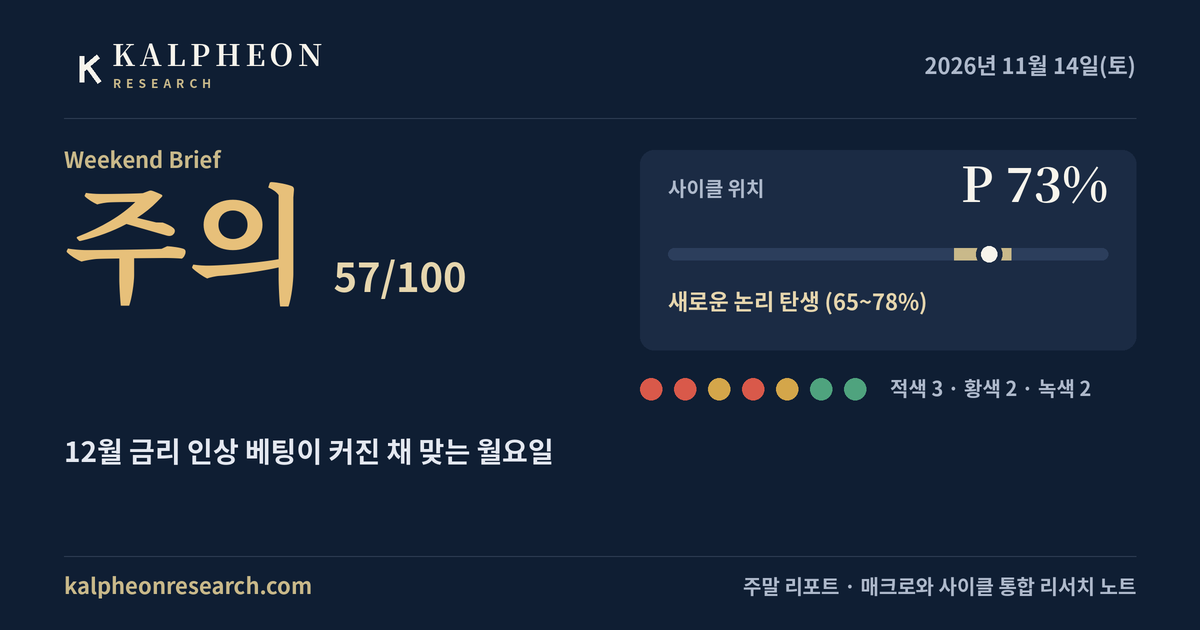 K KALPHEON
RESEARCH
2026년 11월 14일(토)
Weekend Brief
주의 57/100
사이클 위치 P 73%
새로운 논리 탄생 (65~78%)
적색 3 · 황색 2 · 녹색 2
12월 금리 인상 베팅이 커진 채 맞는 월요일
kalpheonresearch.com
주말 리포트 · 매크로와 사이클 통합 리서치 노트